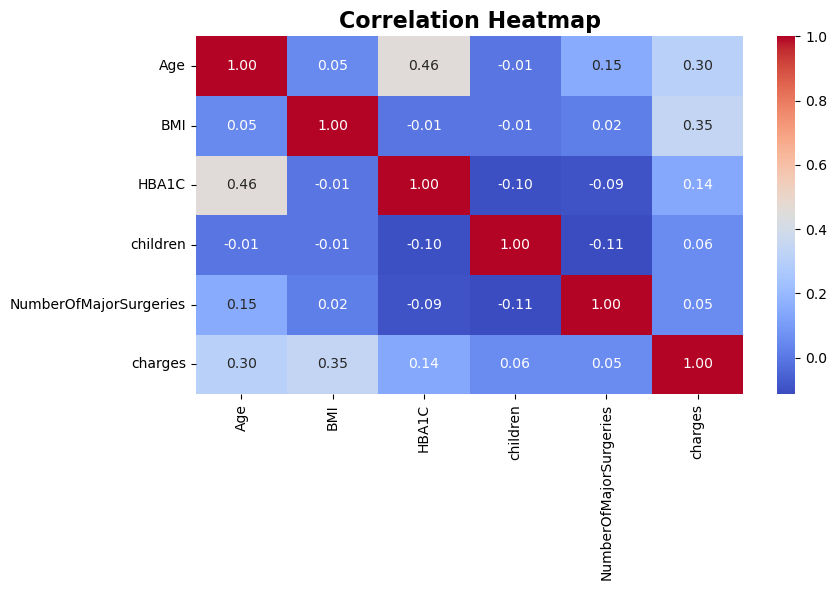 Correlation Heatmap
Age 1.00 0.05 0.46 -0.01 0.15 0.30
BMI 0.05 1.00 -0.01 -0.01 0.02 0.35
HBA1C 0.46 -0.01 1.00 -0.10 -0.09 0.14
children -0.01 -0.01 -0.10 1.00 -0.11 0.06
NumberOfMajorSurgeries 0.15 0.02 -0.09 -0.11 1.00 0.05
charges 0.30 0.35 0.14 0.06 0.05 1.00
Age
BMI
HBA1C
children
NumberOfMajorSurgeries
charges
1.0
0.8
0.6
0.4
0.2
0.0